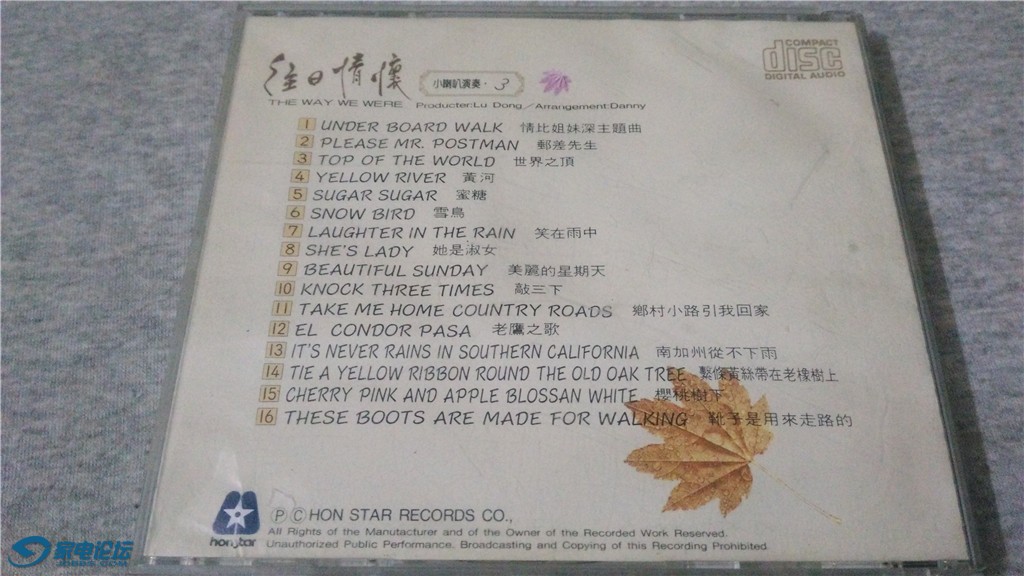 往日情懷 小喇叭演奏·3
COMPACT
disc
DIGITAL AUDIO
THE WAY WE WERE Producter:Lu Dong/Arrangement:Danny
1 UNDER BOARD WALK 情比姐妹深主題曲
2 PLEASE MR. POSTMAN 郵差先生
3 TOP OF THE WORLD 世界之頂
4 YELLOW RIVER 黃河
5 SUGAR SUGAR 蜜糖
6 SNOW BIRD 雪鳥
7 LAUGHTER IN THE RAIN 笑在雨中
8 SHE'S LADY 她是淑女
9 BEAUTIFUL SUNDAY 美麗的星期天
10 KNOCK THREE TIMES 敲三下
11 TAKE ME HOME COUNTRY ROADS 鄉村小路引我回家
12 EL CONDOR PASA 老鷹之歌
13 IT'S NEVER RAINS IN SOUTHERN CALIFORNIA 南加州從不下雨
14 TIE A YELLOW RIBBON ROUND THE OLD OAK TREE 繫條黃絲帶在老橡樹上
15 CHERRY PINK AND APPLE BLOSSAN WHITE 櫻桃樹下
16 THESE BOOTS ARE MADE FOR WALKING 靴子是用來走路的
honstar
Ⓟ Ⓒ HON STAR RECORDS CO.,
All Rights of the Manufacturer and of the Owner of the Recorded Work Reserved.
Unauthorized Public Performance, Broadcasting and Copying of this Recording Prohibited.
家电论坛
JDBBS.COM